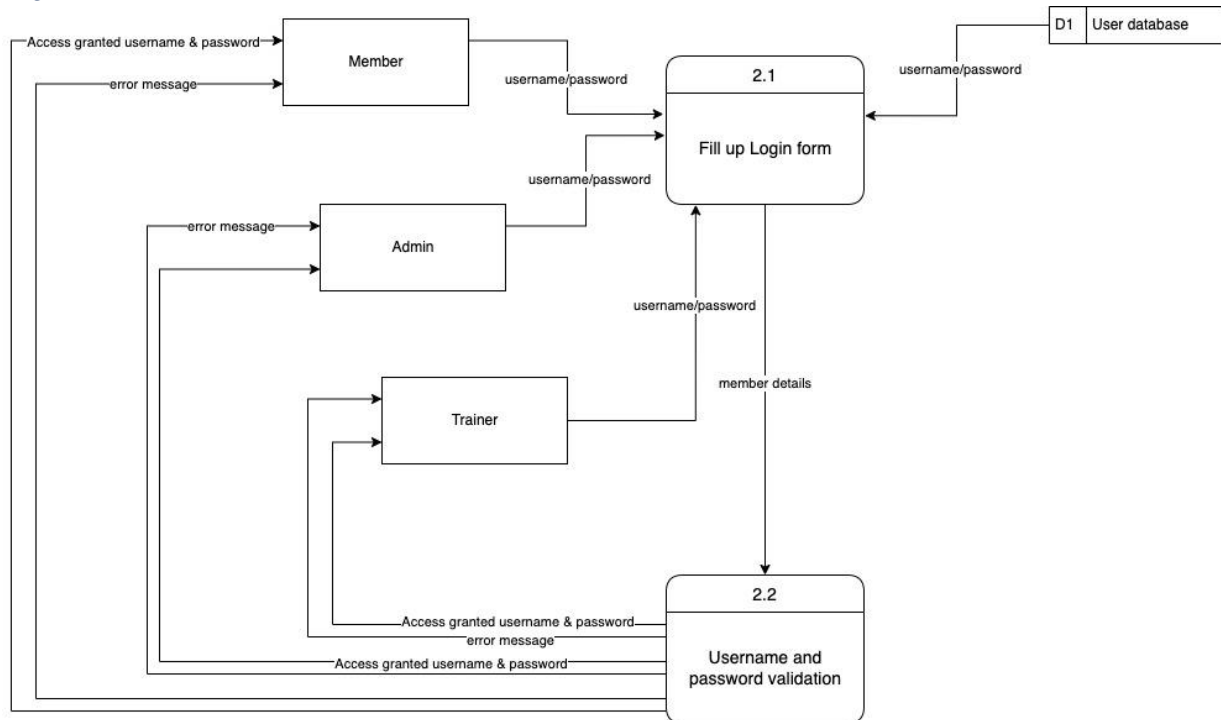 D1 User database
Access granted username & password
Member
error message
username/password
username/password
2.1
Fill up Login form
username/password
error message
Admin
username/password
member details
Trainer
2.2
Access granted username & password
error message
Access granted username & password
Username and
password validation